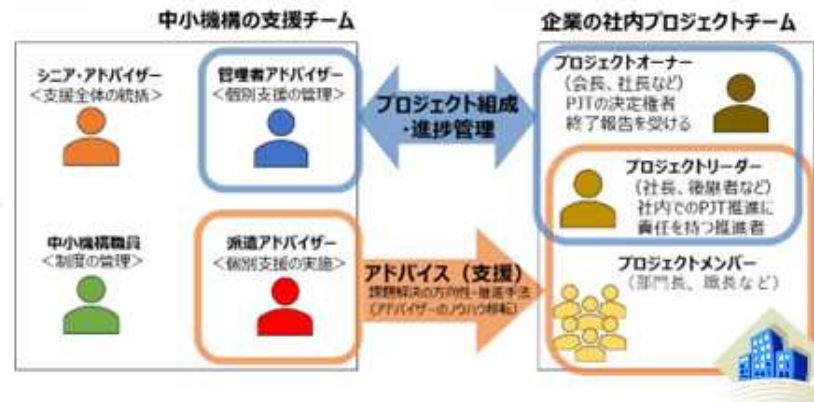 中小機構の支援チーム
シニア・アドバイザー
<支援全体の統括>
管理者アドバイザー
<個別支援の管理>
中小機構職員
<制度の管理>
派遣アドバイザー
<個別支援の実施>
プロジェクト組成
・進捗管理
アドバイス（支援）
課題解決の方向性・推進手法
（アドバイザーのノウハウ移転）
企業の社内プロジェクトチーム
プロジェクトオーナー
（会長、社長など）
PJTの決定権者
終了報告を受ける
プロジェクトリーダー
（社長、後継者など）
社内でのPJT推進に
責任を持つ推進者
プロジェクトメンバー
（部門長、職長など）